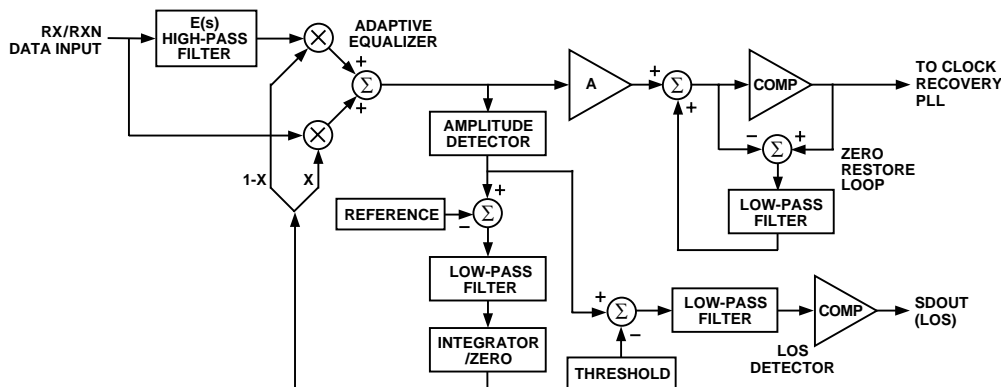 RX/RXN
DATA INPUT
E(s)
HIGH-PASS
FILTER
×
ADAPTIVE
EQUALIZER
+
Σ
+
×
1-X
X
AMPLITUDE
DETECTOR
REFERENCE
+
−
Σ
LOW-PASS
FILTER
INTEGRATOR
/ZERO
A
+
Σ
+
COMP
TO CLOCK
RECOVERY
PLL
−
+
Σ
ZERO
RESTORE
LOOP
LOW-PASS
FILTER
+
Σ
−
THRESHOLD
LOW-PASS
FILTER
COMP
LOS
DETECTOR
SDOUT
(LOS)